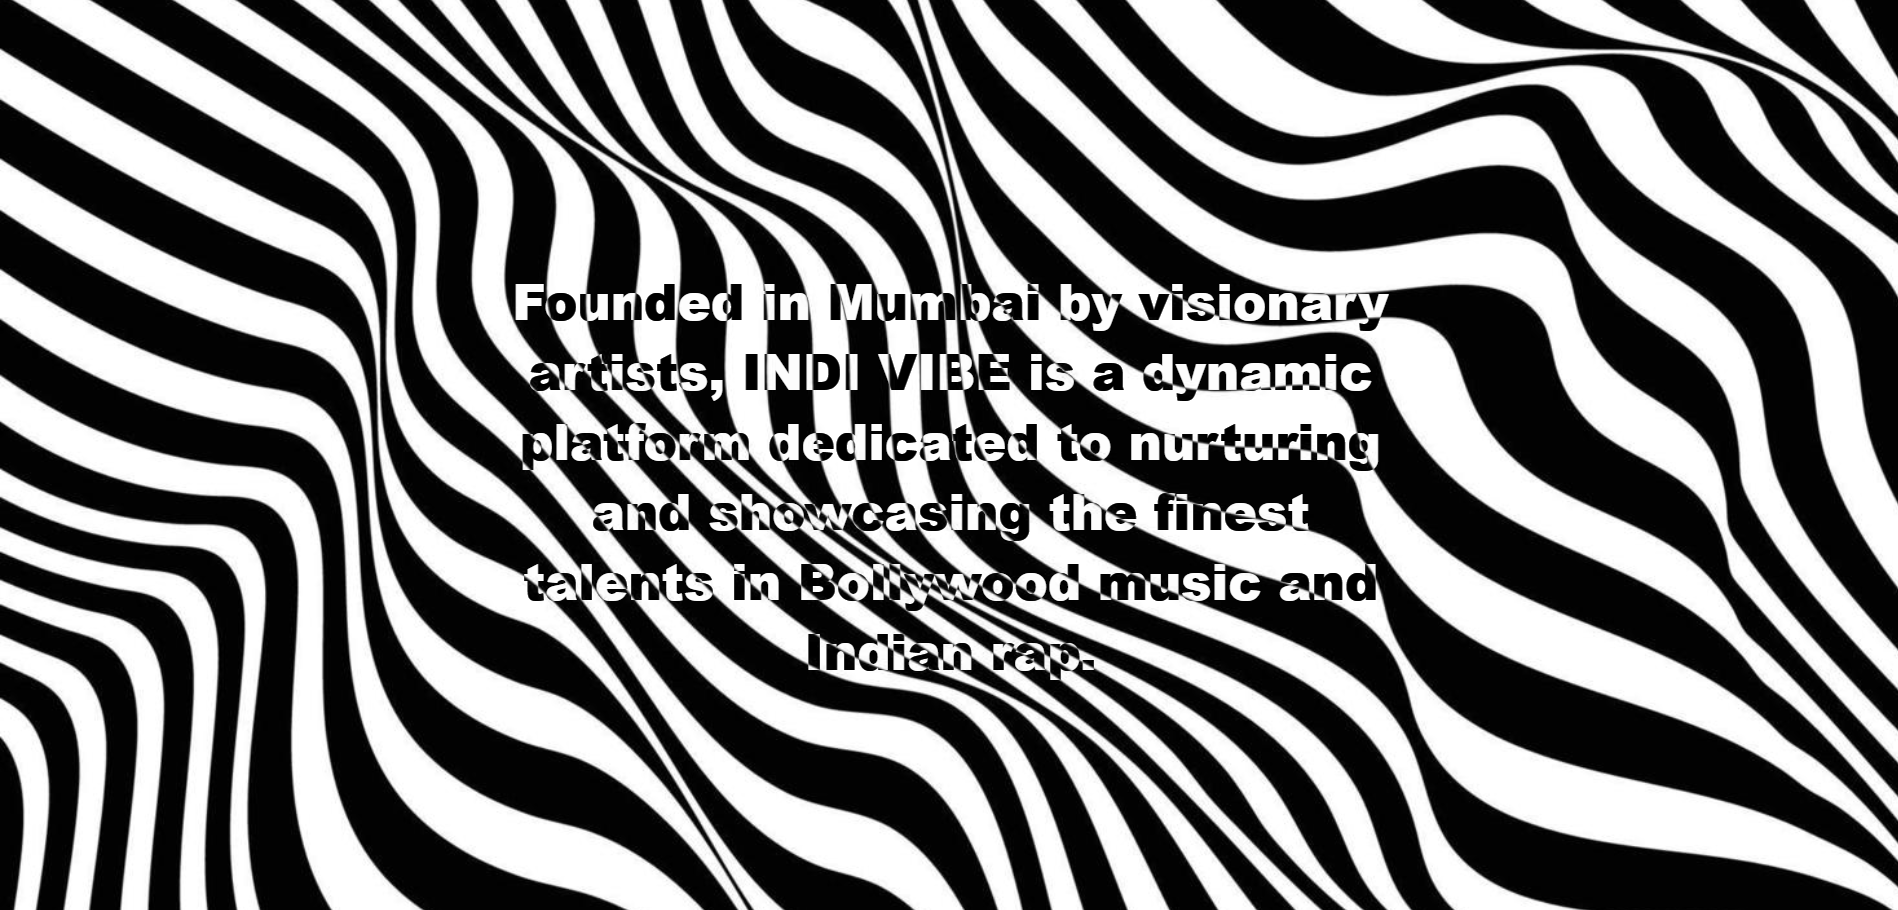 Founded in Mumbai by visionary
artists, INDI VIBE is a dynamic
platform dedicated to nurturing
and showcasing the finest
talents in Bollywood music and
Indian rap.